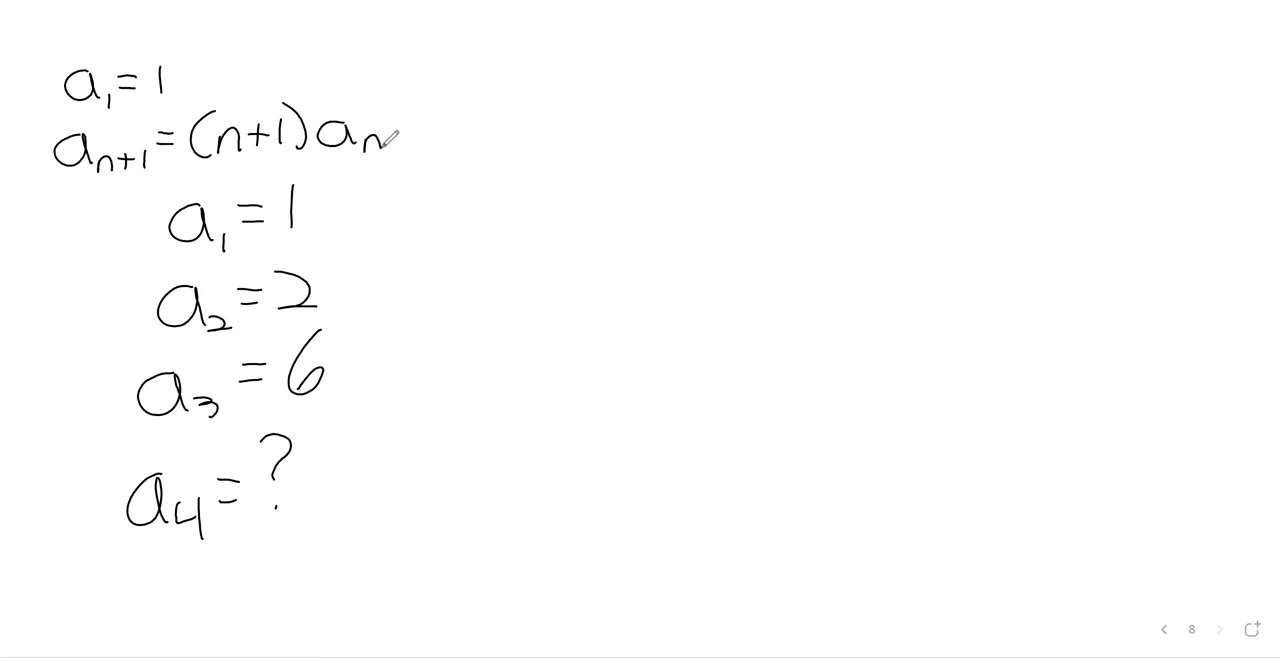 a₁ = 1
aₙ₊₁ = (n+1)aₙ
a₁ = 1
a₂ = 2
a₃ = 6
a₄ = ?
8